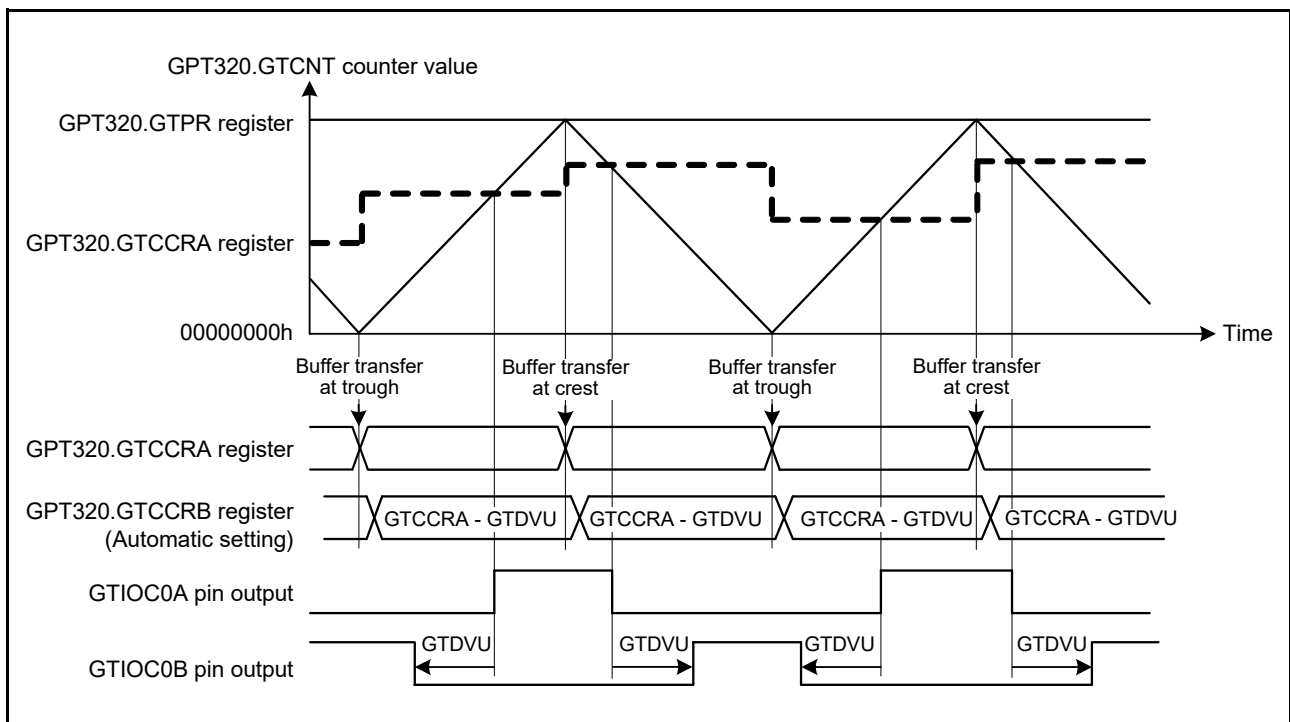 GPT320.GTCNT counter value
GPT320.GTPR register
GPT320.GTCCRA register
00000000h
Time
Buffer transfer
at trough
Buffer transfer
at crest
Buffer transfer
at trough
Buffer transfer
at crest
GPT320.GTCCRA register
GPT320.GTCCRB register
(Automatic setting)
GTCCRA - GTDVU
GTCCRA - GTDVU
GTCCRA - GTDVU
GTCCRA - GTDVU
GTIOC0A pin output
GTIOC0B pin output
GTDVU
GTDVU
GTDVU
GTDVU